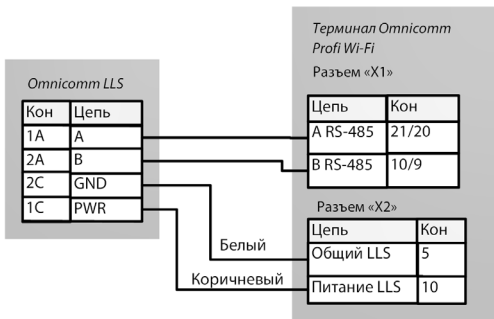 Терминал Omnicomm
Profi Wi-Fi
Разъем «X1»
Omnicomm LLS
Кон Цепь
1A A
2A B
2C GND
1C PWR
Цепь Кон
A RS-485 21/20
B RS-485 10/9
Разъем «X2»
Цепь Кон
Общий LLS 5
Питание LLS 10
Белый
Коричневый